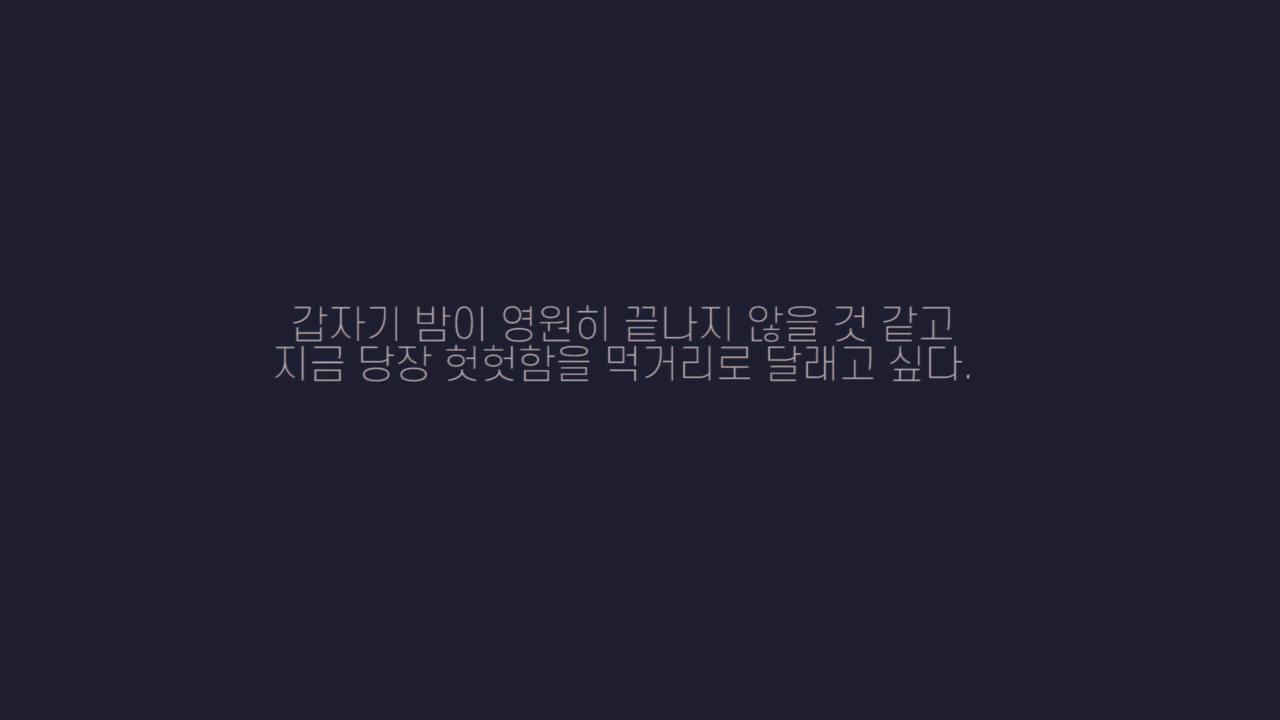 갑자기 밤이 영원히 끝나지 않을 것 같고
지금 당장 헛헛함을 먹거리로 달래고 싶다.